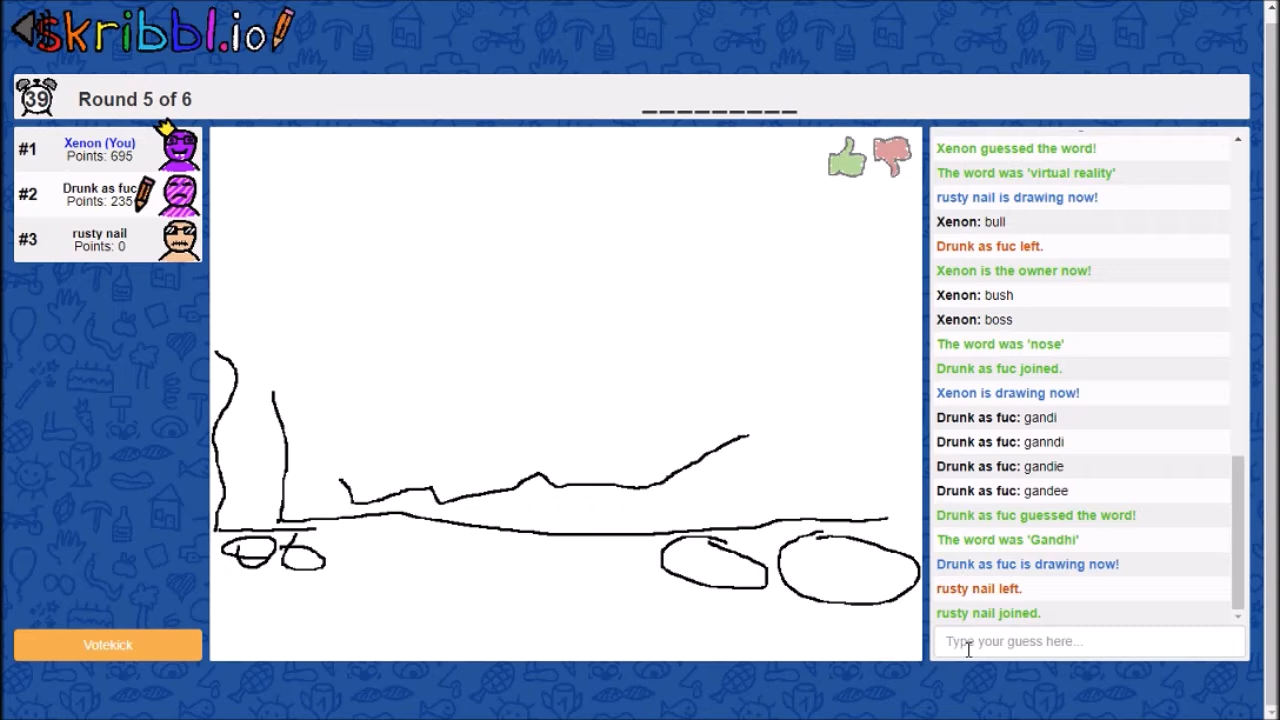 skribbl.io!
39
Round 5 of 6
_________
#1
Xenon (You)
Points: 695
#2
Drunk as fuc
Points: 235
#3
rusty nail
Points: 0
Votekick
Xenon guessed the word!
The word was 'virtual reality'
rusty nail is drawing now!
Xenon: bull
Drunk as fuc left.
Xenon is the owner now!
Xenon: bush
Xenon: boss
The word was 'nose'
Drunk as fuc joined.
Xenon is drawing now!
Drunk as fuc: gandi
Drunk as fuc: ganndi
Drunk as fuc: gandie
Drunk as fuc: gandee
Drunk as fuc guessed the word!
The word was 'Gandhi'
Drunk as fuc is drawing now!
rusty nail left.
rusty nail joined.
Type your guess here...